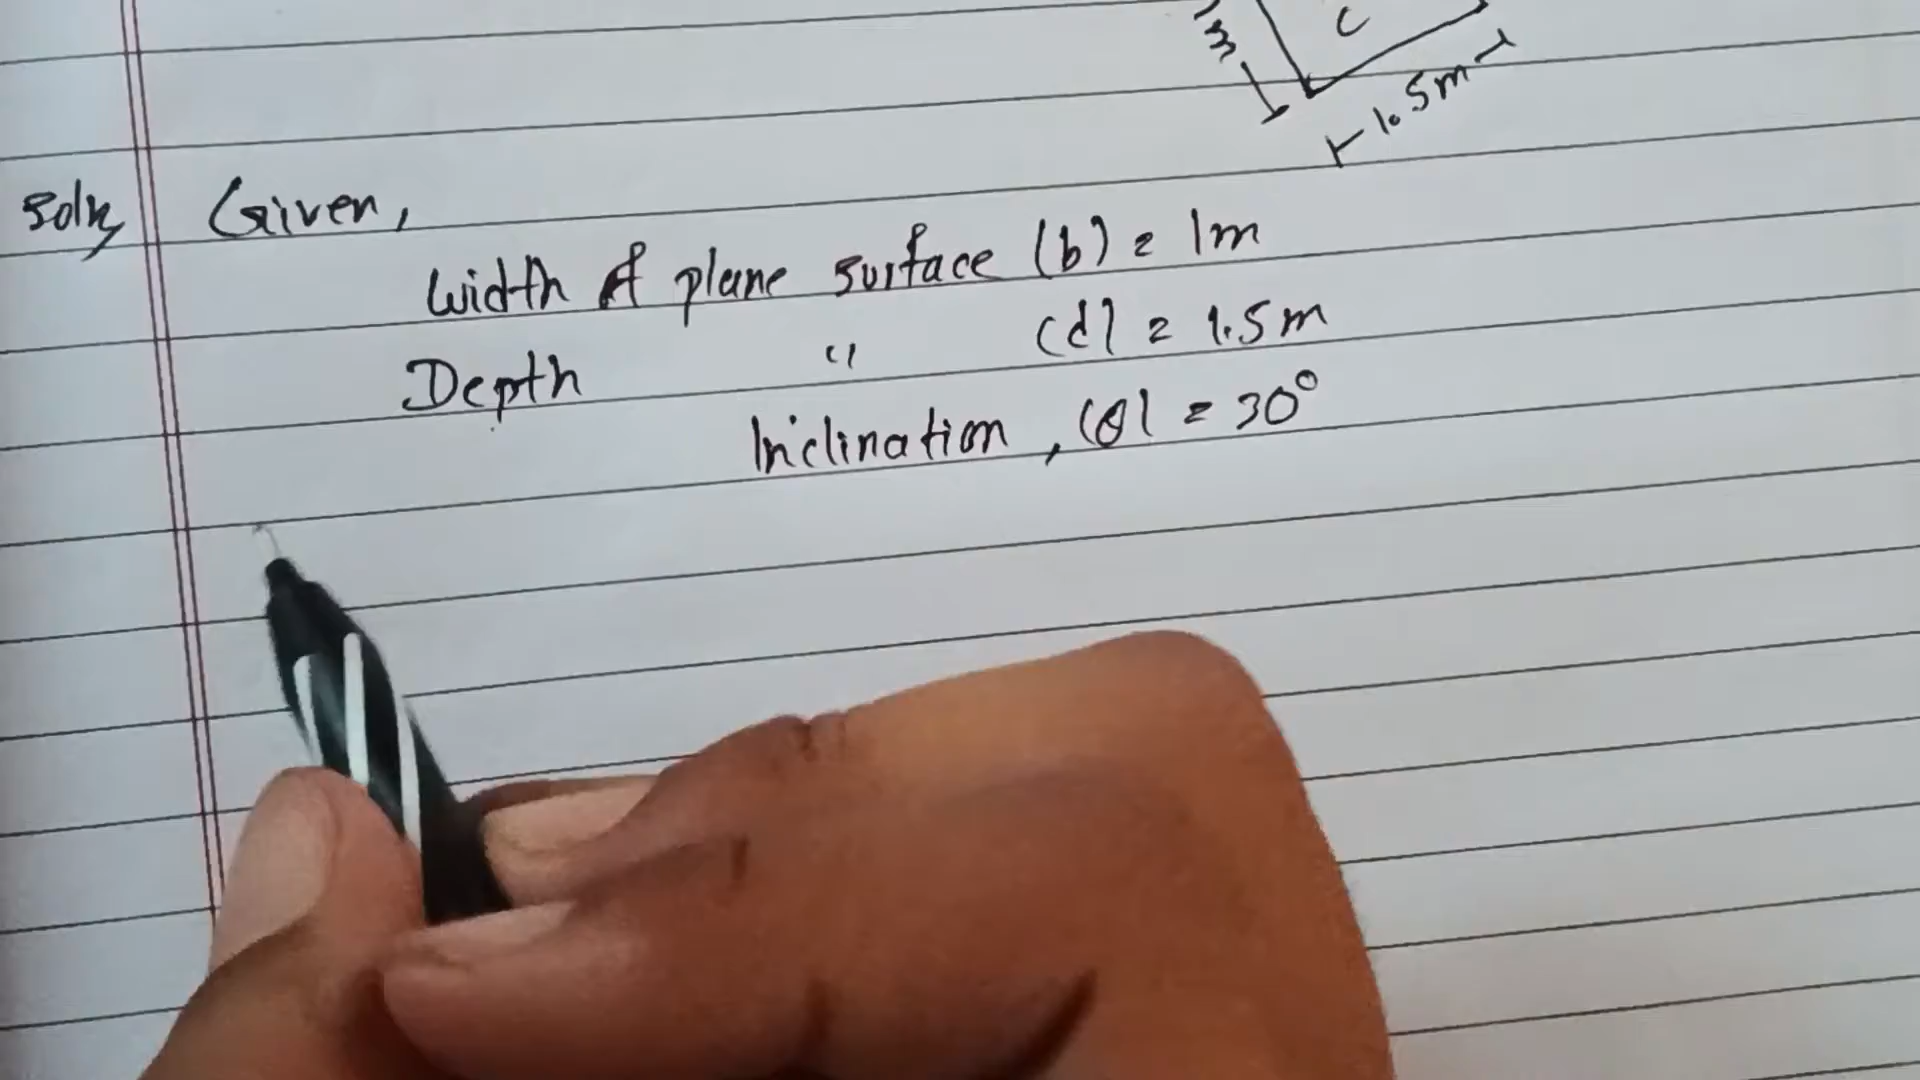 C
1.5m
Soln Given,
Width of plane surface (b) = 1m
Depth " (d) = 1.5m
Inclination, (θ) = 30°